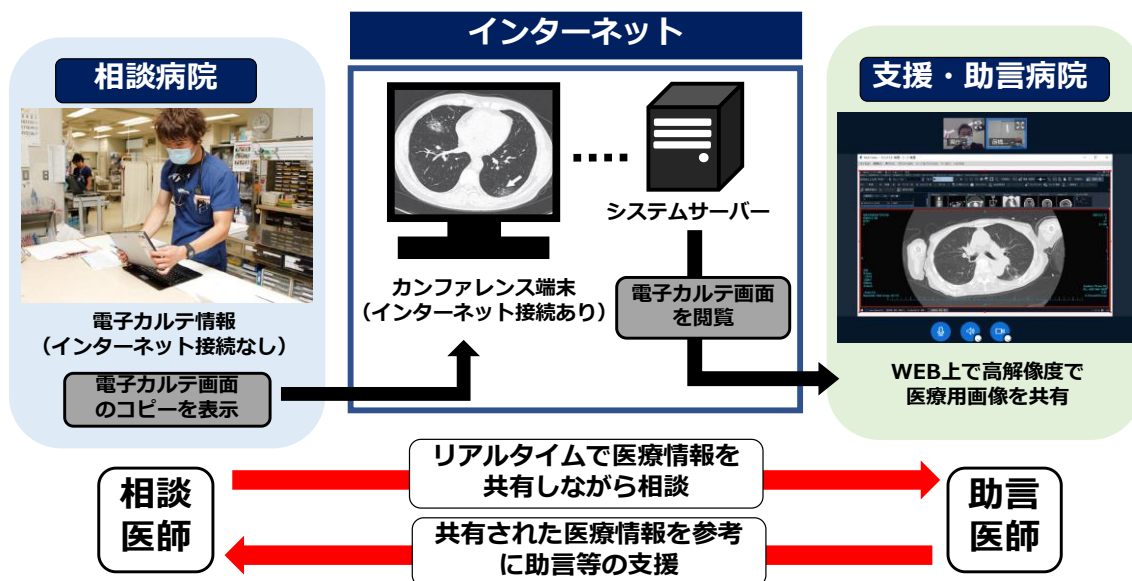 インターネット
相談病院
支援・助言病院
システムサーバー
カンファレンス端末
（インターネット接続あり）
電子カルテ画面
を閲覧
電子カルテ情報
（インターネット接続なし）
電子カルテ画面
のコピーを表示
WEB上で高解像度で
医療用画像を共有
リアルタイムで医療情報を
共有しながら相談
相談
医師
助言
医師
共有された医療情報を参考
に助言等の支援